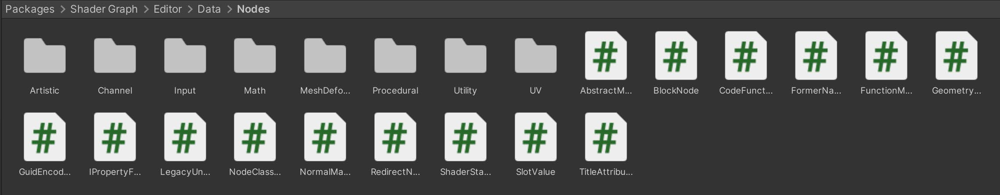 Packages > Shader Graph > Editor > Data > Nodes
Artistic Channel Input Math MeshDefo... Procedural Utility UV AbstractM... BlockNode CodeFunct... FormerNa... FunctionM... Geometry...
GuidEncod... IPropertyF... LegacyUn... NodeClass... NormalMa... RedirectN... ShaderSta... SlotValue TitleAttribu...